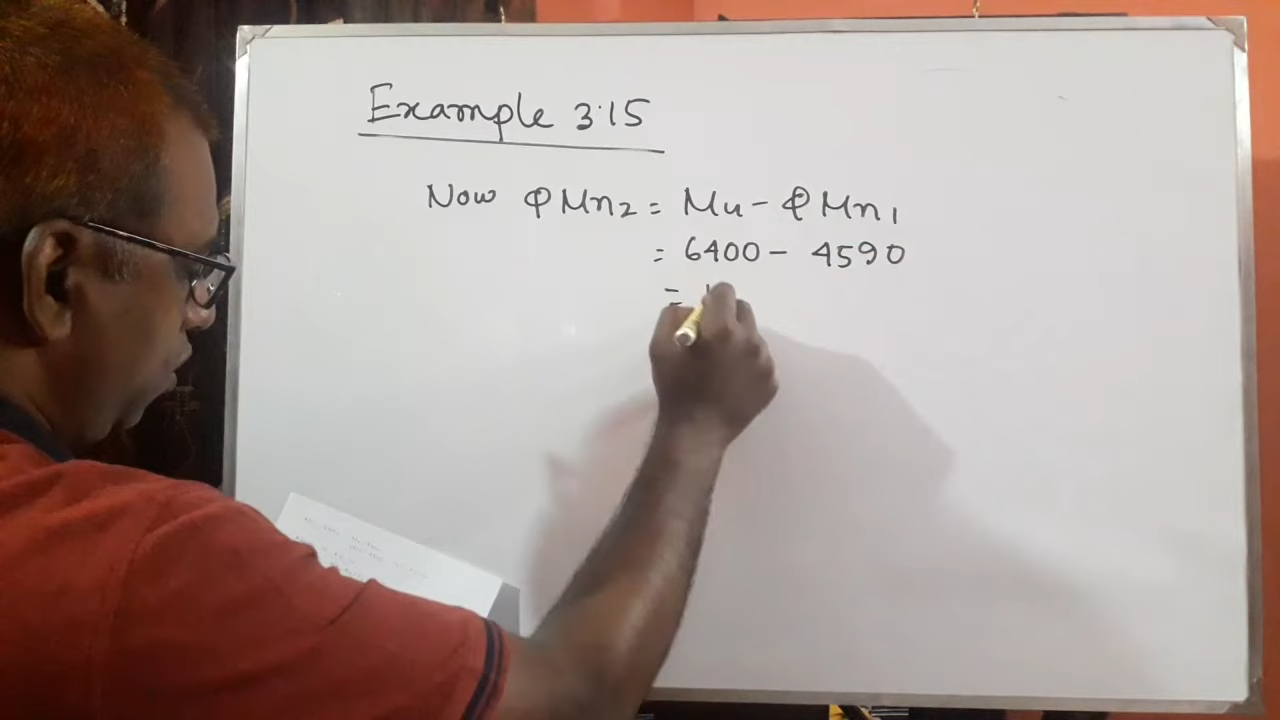 Example 3.15
Now φMn2 = Mu - φMn1
= 6400 - 4590
=